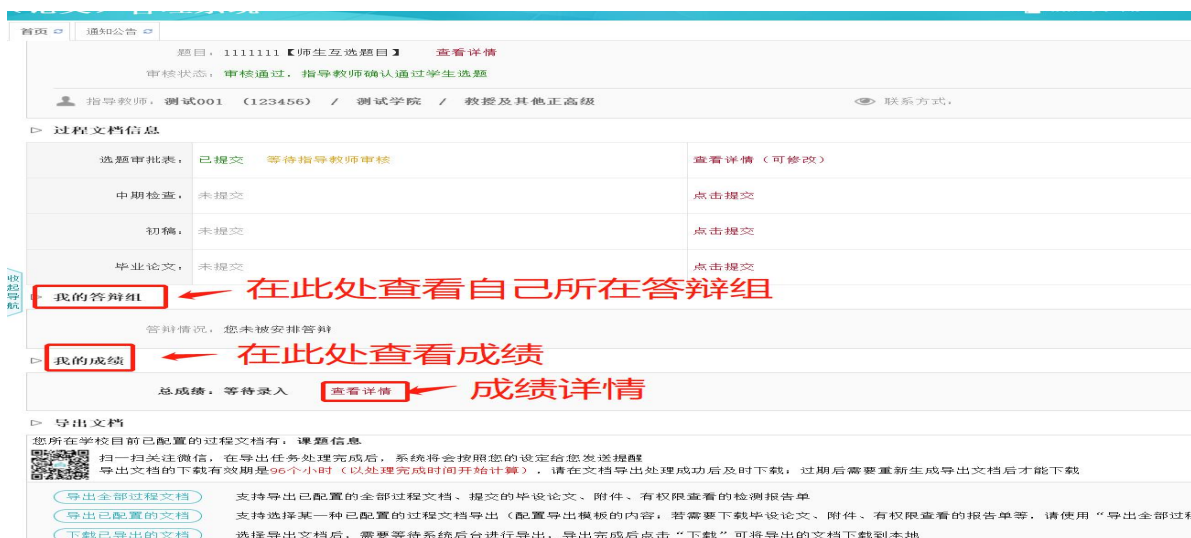 首页 通知公告
题目：1111111【师生互选题目】 查看详情
审核状态：审核通过，指导教师确认通过学生选题
指导教师：测试001 （123456） / 测试学院 / 教授及其他正高级 联系方式：
过程文档信息
选题审批表： 已提交 等待指导教师审核 查看详情（可修改）
中期检查： 未提交 点击提交
初稿： 未提交 点击提交
毕业论文： 未提交 点击提交
收起导航
我的答辩组 在此处查看自己所在答辩组
答辩情况：您未被安排答辩
我的成绩 在此处查看成绩
总成绩：等待录入 查看详情 成绩详情
导出文档
您所在学校目前已配置的过程文档有：课题信息
扫一扫关注微信，在导出任务处理完成后，系统将会按照您的设定给您发送提醒
导出文档的下载有效期是96个小时（以处理完成时间开始计算），请在文档导出处理成功后及时下载；过期后需要重新生成导出文档后才能下载
导出全部过程文档 支持导出已配置的全部过程文档、提交的毕设论文、附件、有权限查看的检测报告单
导出已配置的文档 支持选择某一种已配置的过程文档导出（配置导出模板的内容；若需要下载毕设论文、附件、有权限查看的报告单等，请使用“导出全部过程
下载已导出的文档 选择导出文档后，需要等待系统后台进行导出，导出完成后点击“下载”可将导出的文档下载到本地